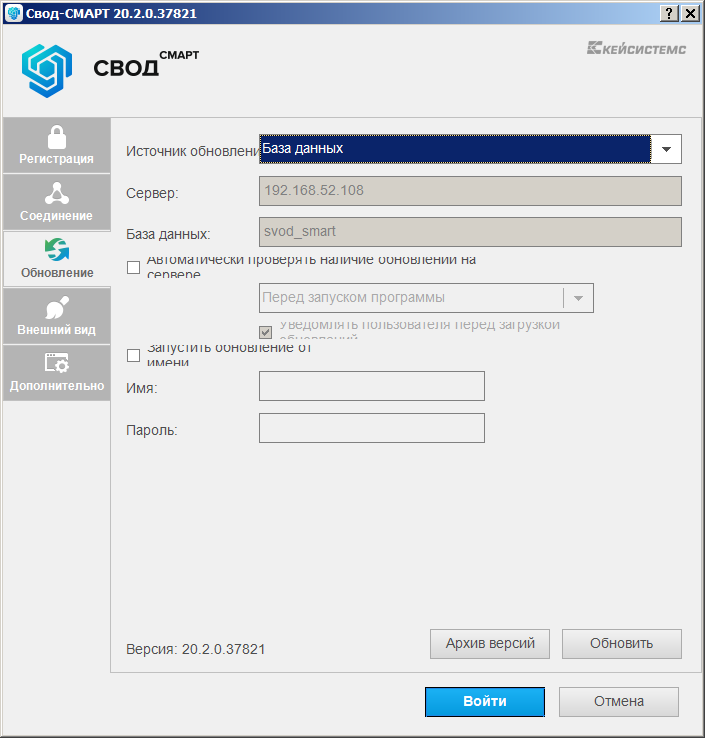 Свод-СМАРТ 20.2.0.37821
СВОД СМАРТ
КЕЙСИСТЕМС
Регистрация
Соединение
Обновление
Внешний вид
Дополнительно
Источник обновлени
База данных
Сервер:
192.168.52.108
База данных:
svod_smart
Автоматически проверять наличие обновлений на
сервере
Перед запуском программы
Уведомлять пользователя перед загрузкой
обновлений
Запустить обновление от
имени
Имя:
Пароль:
Версия: 20.2.0.37821
Архив версий
Обновить
Войти
Отмена